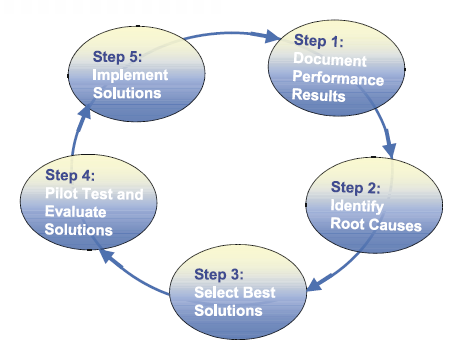 Step 1:
Document
Performance
Results
Step 2:
Identify
Root Causes
Step 3:
Select Best
Solutions
Step 4:
Pilot Test and
Evaluate
Solutions
Step 5:
Implement
Solutions